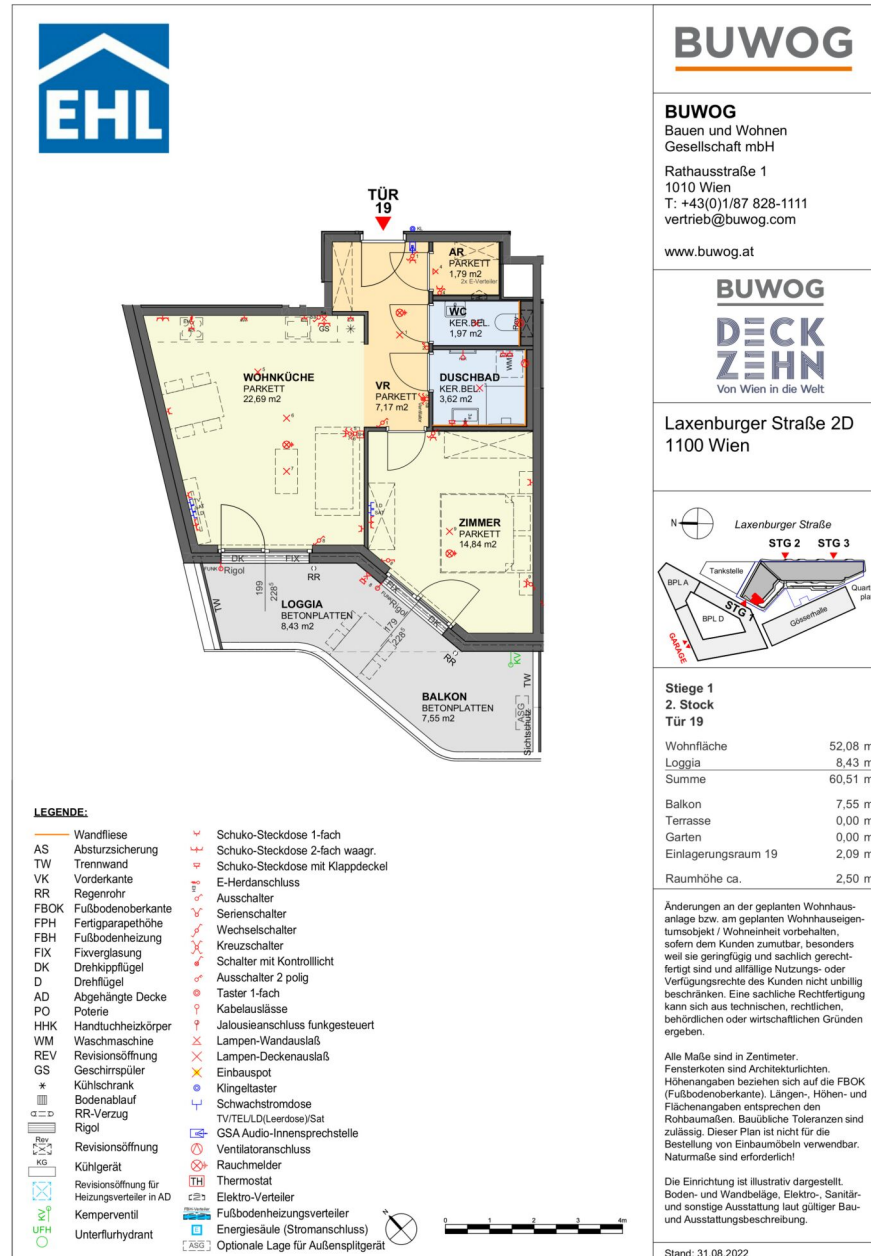 EHL
TÜR
19
KL
AR
PARKETT
1,79 m2
2x E-Verteiler
WC
KER.BEL.
1,97 m2
Rev
GS
WOHNKÜCHE
PARKETT
22,69 m2
VR
PARKETT
7,17 m2
DUSCHBAD
KER.BEL.
3,62 m2
WM
ZIMMER
PARKETT
14,84 m2
DK
FIX
FUNK
Rigol
RR
199
228⁵
TW
LOGGIA
BETONPLATTEN
8,43 m2
FIX
FUNK
Rigol
179
228⁵
DK
RR
KV
TW
ASG
Sichtschutz
BALKON
BETONPLATTEN
7,55 m2
LEGENDE:
Wandfliese
AS Absturzsicherung
TW Trennwand
VK Vorderkante
RR Regenrohr
FBOK Fußbodenoberkante
FPH Fertigparapethöhe
FBH Fußbodenheizung
FIX Fixverglasung
DK Drehkippflügel
D Drehflügel
AD Abgehängte Decke
PO Poterie
HHK Handtuchheizkörper
WM Waschmaschine
REV Revisionsöffnung
GS Geschirrspüler
* Kühlschrank
Bodenablauf
RR-Verzug
Rigol
Rev Revisionsöffnung
KG Kühlgerät
Revisionsöffnung für
Heizungsverteiler in AD
KV Kemperventil
UFH Unterflurhydrant
Schuko-Steckdose 1-fach
Schuko-Steckdose 2-fach waagr.
Schuko-Steckdose mit Klappdeckel
E-Herdanschluss
Ausschalter
Serienschalter
Wechselschalter
Kreuzschalter
Schalter mit Kontrolllicht
Ausschalter 2 polig
Taster 1-fach
Kabelauslässe
Jalousieanschluss funkgesteuert
Lampen-Wandauslaß
Lampen-Deckenauslaß
Einbauspot
Klingeltaster
Schwachstromdose
TV/TEL/LD(Leerdose)/Sat
GSA Audio-Innensprechstelle
Ventilatoranschluss
Rauchmelder
TH Thermostat
Elektro-Verteiler
Fußbodenheizungsverteiler
Energiesäule (Stromanschluss)
ASG Optionale Lage für Außensplitgerät
N
0 1 2 3 4m
BUWOG
BUWOG
Bauen und Wohnen
Gesellschaft mbH
Rathausstraße 1
1010 Wien
T: +43(0)1/87 828-1111
vertrieb@buwog.com
www.buwog.at
BUWOG
DECK
ZEHN
Von Wien in die Welt
Laxenburger Straße 2D
1100 Wien
N
Laxenburger Straße
STG 2 STG 3
Tankstelle
BPL A
BPL D
STG 1
Gösserhalle
GARAGE
Stiege 1
2. Stock
Tür 19
Wohnfläche 52,08 m
Loggia 8,43 m
Summe 60,51 m
Balkon 7,55 m
Terrasse 0,00 m
Garten 0,00 m
Einlagerungsraum 19 2,09 m
Raumhöhe ca. 2,50 m
Änderungen an der geplanten Wohnhaus-
anlage bzw. am geplanten Wohnhauseigen-
tumsobjekt / Wohneinheit vorbehalten,
sofern dem Kunden zumutbar, besonders
weil sie geringfügig und sachlich gerecht-
fertigt sind und allfällige Nutzungs- oder
Verfügungsrechte des Kunden nicht unbillig
beschränken. Eine sachliche Rechtfertigung
kann sich aus technischen, rechtlichen,
behördlichen oder wirtschaftlichen Gründen
ergeben.
Alle Maße sind in Zentimeter.
Fensterkoten sind Architekturlichten.
Höhenangaben beziehen sich auf die FBOK
(Fußbodenoberkante). Längen-, Höhen- und
Flächenangaben entsprechen den
Rohbaumaßen. Bauübliche Toleranzen sind
zulässig. Dieser Plan ist nicht für die
Bestellung von Einbaumöbeln verwendbar.
Naturmaße sind erforderlich!
Die Einrichtung ist illustrativ dargestellt.
Boden- und Wandbeläge, Elektro-, Sanitär-
und sonstige Ausstattung laut gültiger Bau-
und Ausstattungsbeschreibung.
Stand: 31.08.2022